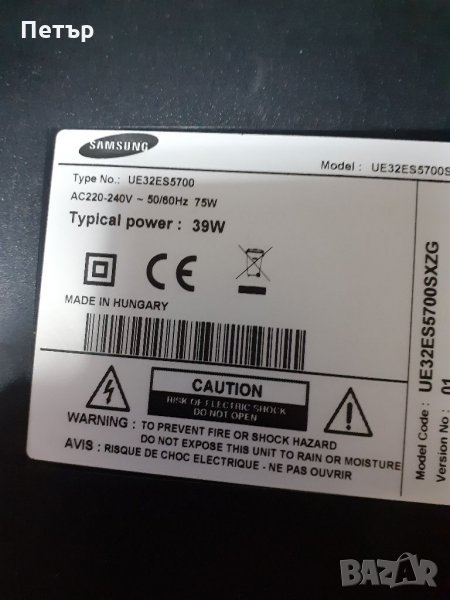 Петър
SAMSUNG
Model : UE32ES5700S
Type No.: UE32ES5700
AC220-240V ~ 50/60Hz 75W
Typical power : 39W
CE
MADE IN HUNGARY
CAUTION
RISK OF ELECTRIC SHOCK
DO NOT OPEN
WARNING : TO PREVENT FIRE OR SHOCK HAZARD
DO NOT EXPOSE THIS UNIT TO RAIN OR MOISTURE
AVIS : RISQUE DE CHOC ELECTRIQUE - NE PAS OUVRIR
Model Code : UE32ES5700SXZG
Version No : 01
BAZAR